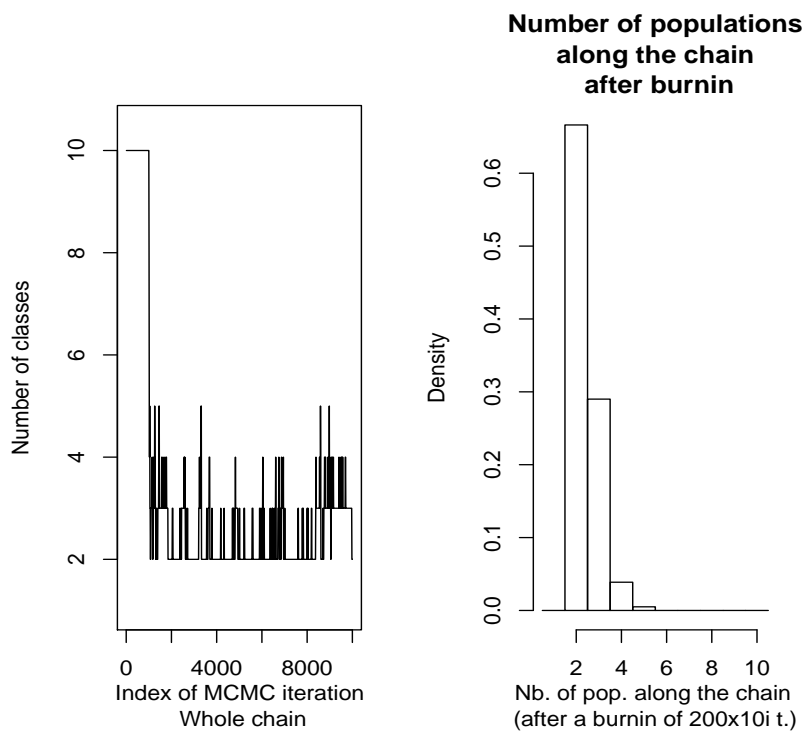 Number of classes
10
8
6
4
2
0
4000
8000
Index of MCMC iteration
Whole chain
Number of populations
along the chain
after burnin
Density
0.6
0.5
0.4
0.3
0.2
0.1
0.0
2
4
6
8
10
Nb. of pop. along the chain
(after a burnin of 200x10i t.)